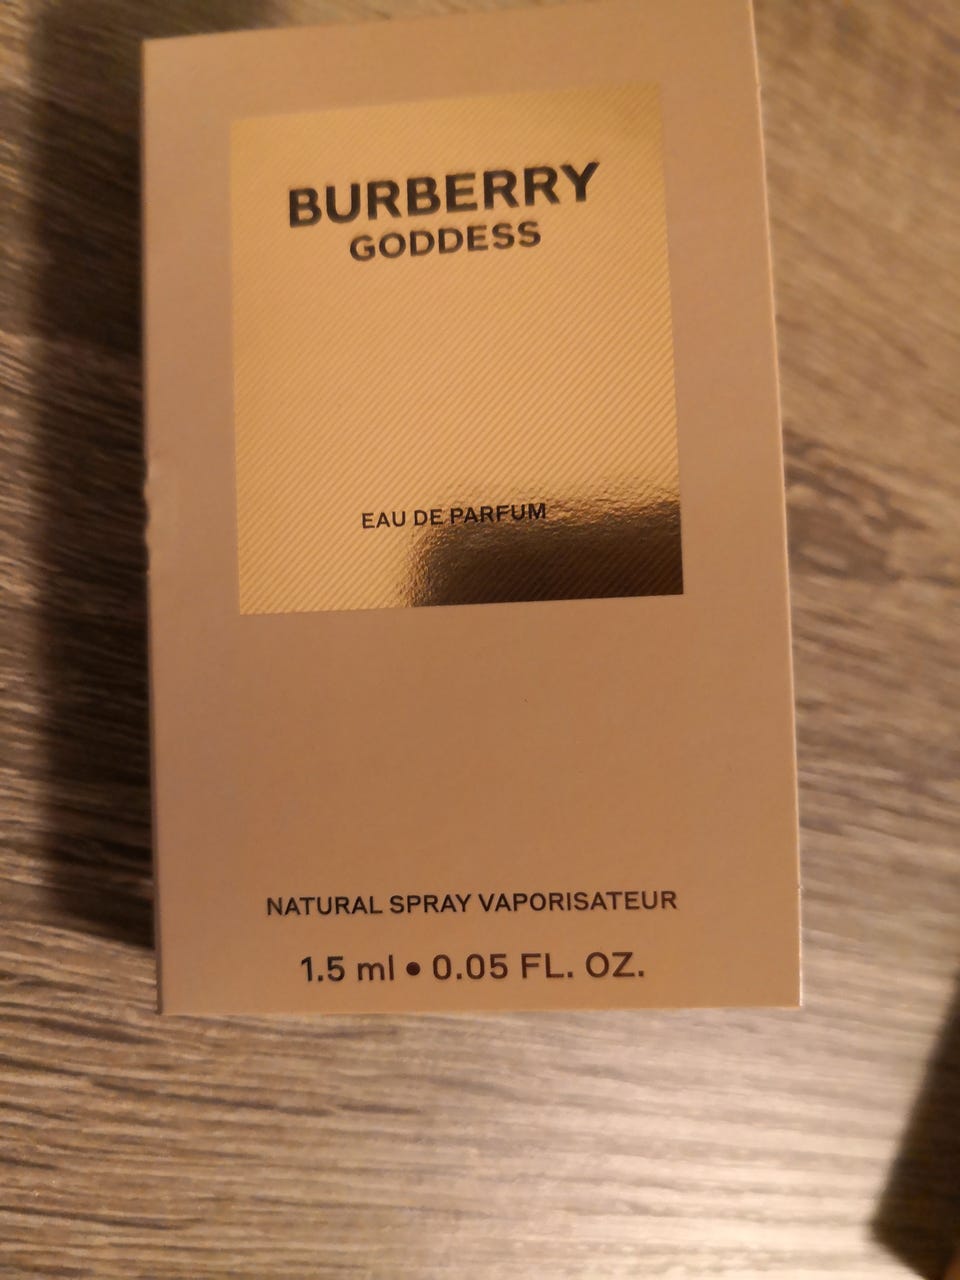 BURBERRY
GODDESS
EAU DE PARFUM
NATURAL SPRAY VAPORISATEUR
1.5 ml • 0.05 FL. OZ.